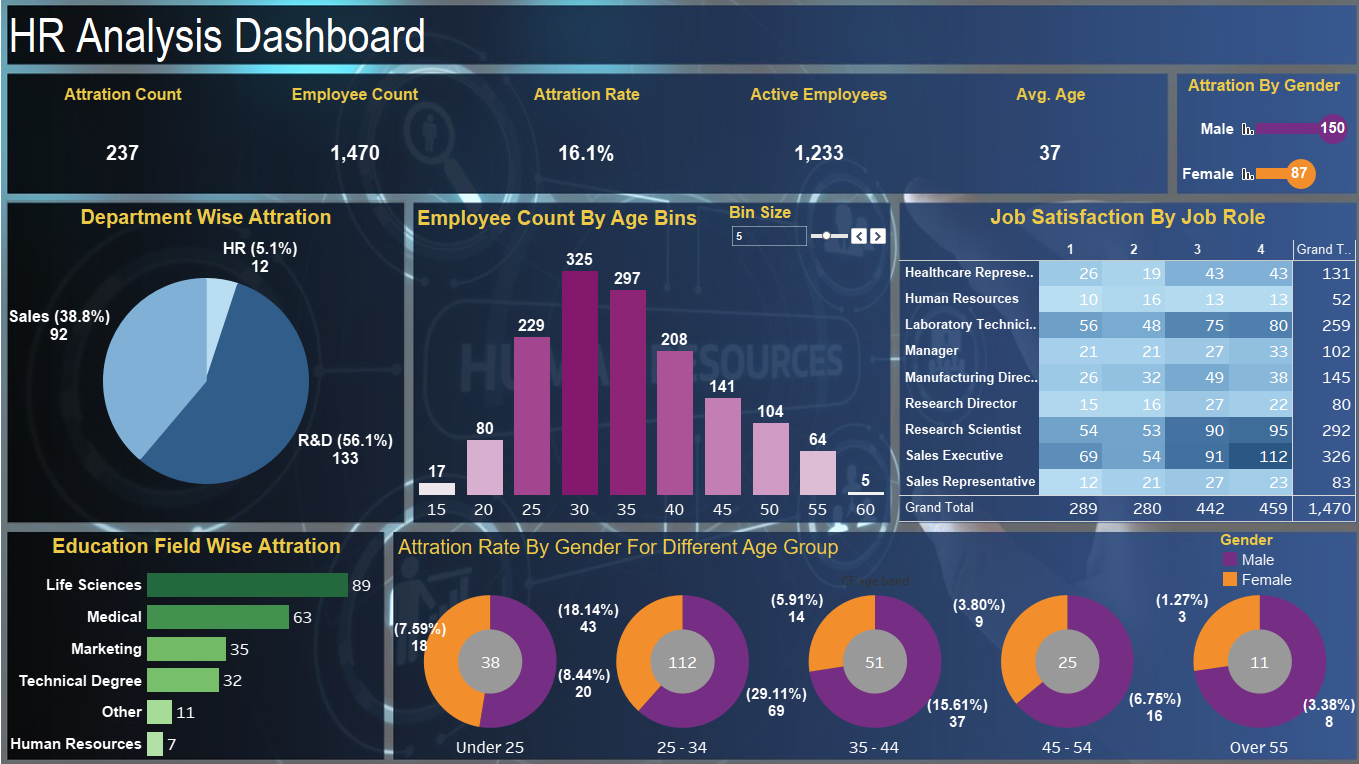 HR Analysis Dashboard
Attration Count
Employee Count
Attration Rate
Active Employees
Avg. Age
237
1,470
16.1%
1,233
37
Attration By Gender
Male 150
Female 87
Department Wise Attration
HR (5.1%)
12
Sales (38.8%)
92
R&D (56.1%)
133
Employee Count By Age Bins
Bin Size
5
17
80
229
325
297
208
141
104
64
5
15 20 25 30 35 40 45 50 55 60
HUMAN RESOURCES
Job Satisfaction By Job Role
1 2 3 4 Grand T..
Healthcare Represe.. 26 19 43 43 131
Human Resources 10 16 13 13 52
Laboratory Technici.. 56 48 75 80 259
Manager 21 21 27 33 102
Manufacturing Direc.. 26 32 49 38 145
Research Director 15 16 27 22 80
Research Scientist 54 53 90 95 292
Sales Executive 69 54 91 112 326
Sales Representative 12 21 27 23 83
Grand Total 289 280 442 459 1,470
Education Field Wise Attration
Life Sciences 89
Medical 63
Marketing 35
Technical Degree 32
Other 11
Human Resources 7
Attration Rate By Gender For Different Age Group
Gender
Male
Female
age band
(7.59%)
18
38
(8.44%)
20
Under 25
(18.14%)
43
112
(29.11%)
69
25 - 34
(5.91%)
14
51
(15.61%)
37
35 - 44
(3.80%)
9
25
(6.75%)
16
45 - 54
(1.27%)
3
11
(3.38%)
8
Over 55